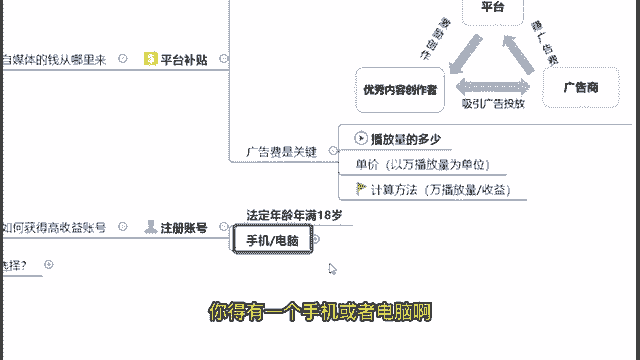 平台
激励创作
赚广告费
自媒体的钱从哪里来
平台补贴
优秀内容创作者
广告商
吸引广告投放
广告费是关键
播放量的多少
单价（以万播放量为单位）
计算方法（万播放量/收益）
如何获得高收益账号
注册账号
法定年龄年满18岁
手机/电脑
选择？
你得有一个手机或者电脑啊